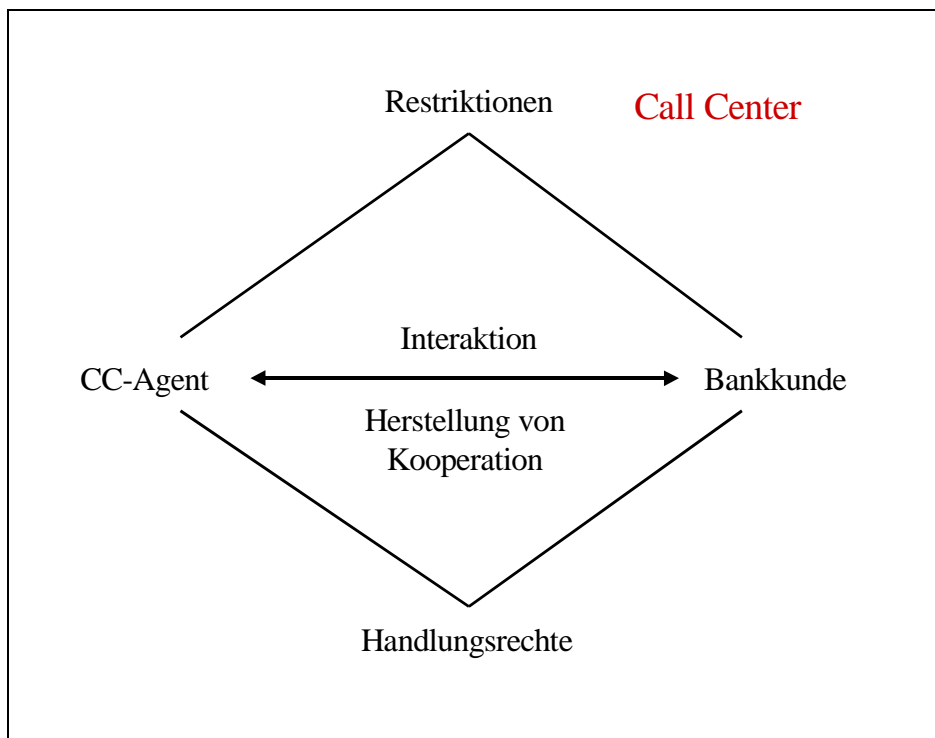 Restriktionen
Call Center
Interaktion
CC-Agent
Bankkunde
Herstellung von
Kooperation
Handlungsrechte